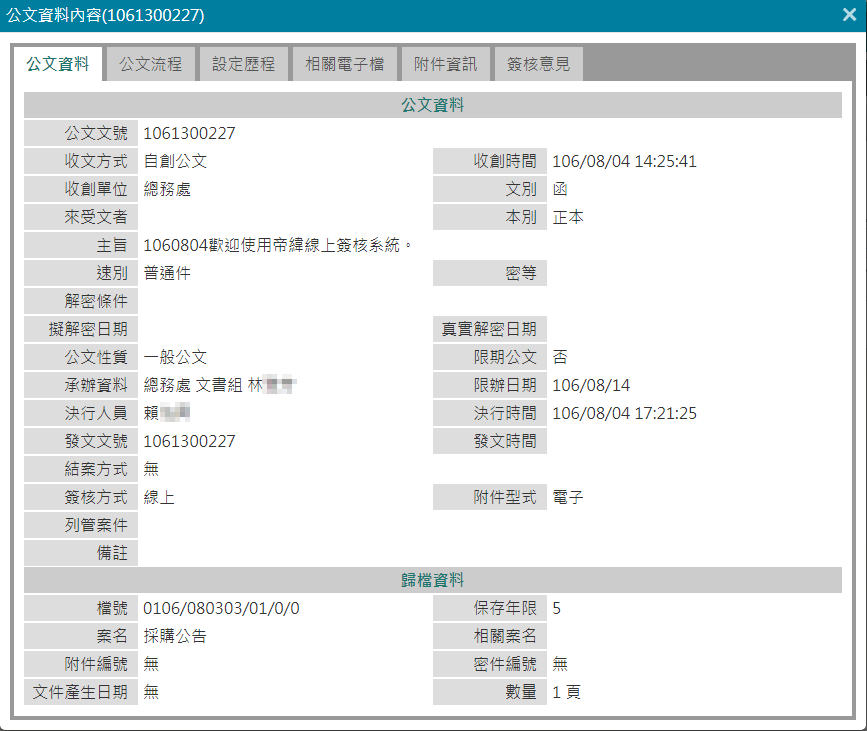 公文資料內容(1061300227)
公文資料 公文流程 設定歷程 相關電子檔 附件資訊 簽核意見
公文資料
公文文號 1061300227
收文方式 自創公文 收創時間 106/08/04 14:25:41
收創單位 總務處 文別 函
來受文者 本別 正本
主旨 1060804歡迎使用帝緯線上簽核系統。
速別 普通件 密等
解密條件
擬解密日期 真實解密日期
公文性質 一般公文 限期公文 否
承辦資料 總務處 文書組 林 限辦日期 106/08/14
決行人員 賴 決行時間 106/08/04 17:21:25
發文文號 1061300227 發文時間
結案方式 無
簽核方式 線上 附件型式 電子
列管案件
備註
歸檔資料
檔號 0106/080303/01/0/0 保存年限 5
案名 採購公告 相關案名
附件編號 無 密件編號 無
文件產生日期 無 數量 1 頁